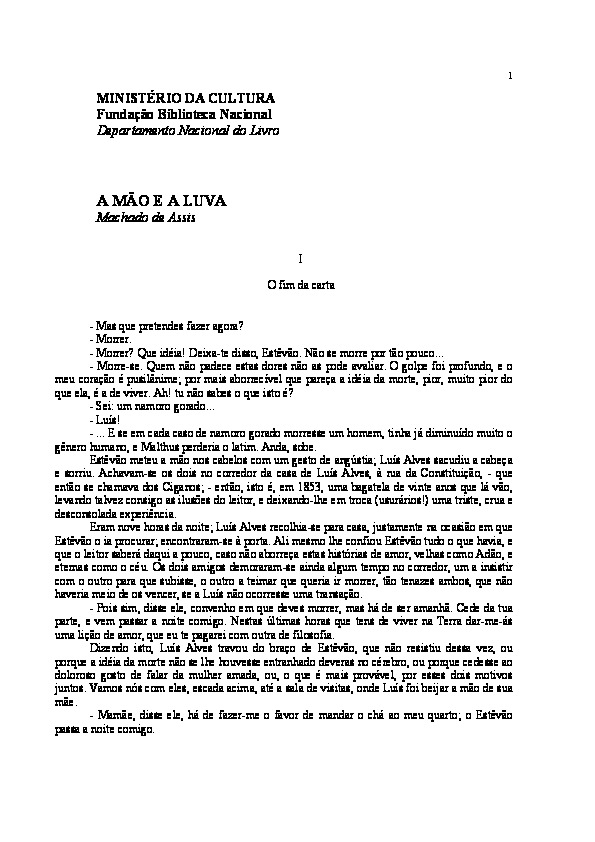 1
MINISTÉRIO DA CULTURA
Fundação Biblioteca Nacional
Departamento Nacional do Livro
A MÃO E A LUVA
Machado de Assis
I
O fim da carta
- Mas que pretendes fazer agora?
- Morrer.
- Morrer? Que idéia! Deixa-te disso, Estêvão. Não se morre por tão pouco...
- Morre-se. Quem não padece estas dores não as pode avaliar. O golpe foi profundo, e o
meu coração é pusilânime; por mais aborrecível que pareça a idéia da morte, pior, muito pior do
que ela, é a de viver. Ah! tu não sabes o que isto é?
- Sei: um namoro gorado...
- Luís!
- ... E se em cada caso de namoro gorado morresse um homem, tinha já diminuído muito o
gênero humano, e Malthus perderia o latim. Anda, sobe.
Estêvão meteu a mão nos cabelos com um gesto de angústia; Luís Alves sacudiu a cabeça
e sorriu. Achavam-se os dois no corredor da casa de Luís Alves, à rua da Constituição, - que
então se chamava dos Ciganos; - então, isto é, em 1853, uma bagatela de vinte anos que lá vão,
levando talvez consigo as ilusões do leitor, e deixando-lhe em troca (usurários!) uma triste, crua e
desconsolada experiência.
Eram nove horas da noite; Luís Alves recolhia-se para casa, justamente na ocasião em que
Estêvão o ia procurar; encontraram-se à porta. Ali mesmo lhe confiou Estêvão tudo o que havia, e
que o leitor saberá daqui a pouco, caso não aborreça estas histórias de amor, velhas como Adão, e
eternas como o céu. Os dois amigos demoraram-se ainda algum tempo no corredor, um a insistir
com o outro para que subisse, o outro a teimar que queria ir morrer, tão tenazes ambos, que não
haveria meio de os vencer, se a Luís não ocorresse uma transação.
- Pois sim, disse ele, convenho em que deves morrer, mas há de ser amanhã. Cede da tua
parte, e vem passar a noite comigo. Nestas últimas horas que tens de viver na Terra dar-me-ás
uma lição de amor, que eu te pagarei com outra de filosofia.
Dizendo isto, Luís Alves travou do braço de Estêvão, que não resistiu dessa vez, ou
porque a idéia da morte não se lhe houvesse entranhado deveras no cérebro, ou porque cedesse ao
doloroso gosto de falar da mulher amada, ou, o que é mais provável, por esses dois motivos
juntos. Vamos nós com eles, escada acima, até a sala de visitas, onde Luís foi beijar a mão de sua
mãe.
- Mamãe, disse ele, há de fazer-me o favor de mandar o chá ao meu quarto; o Estêvão
passa a noite comigo.